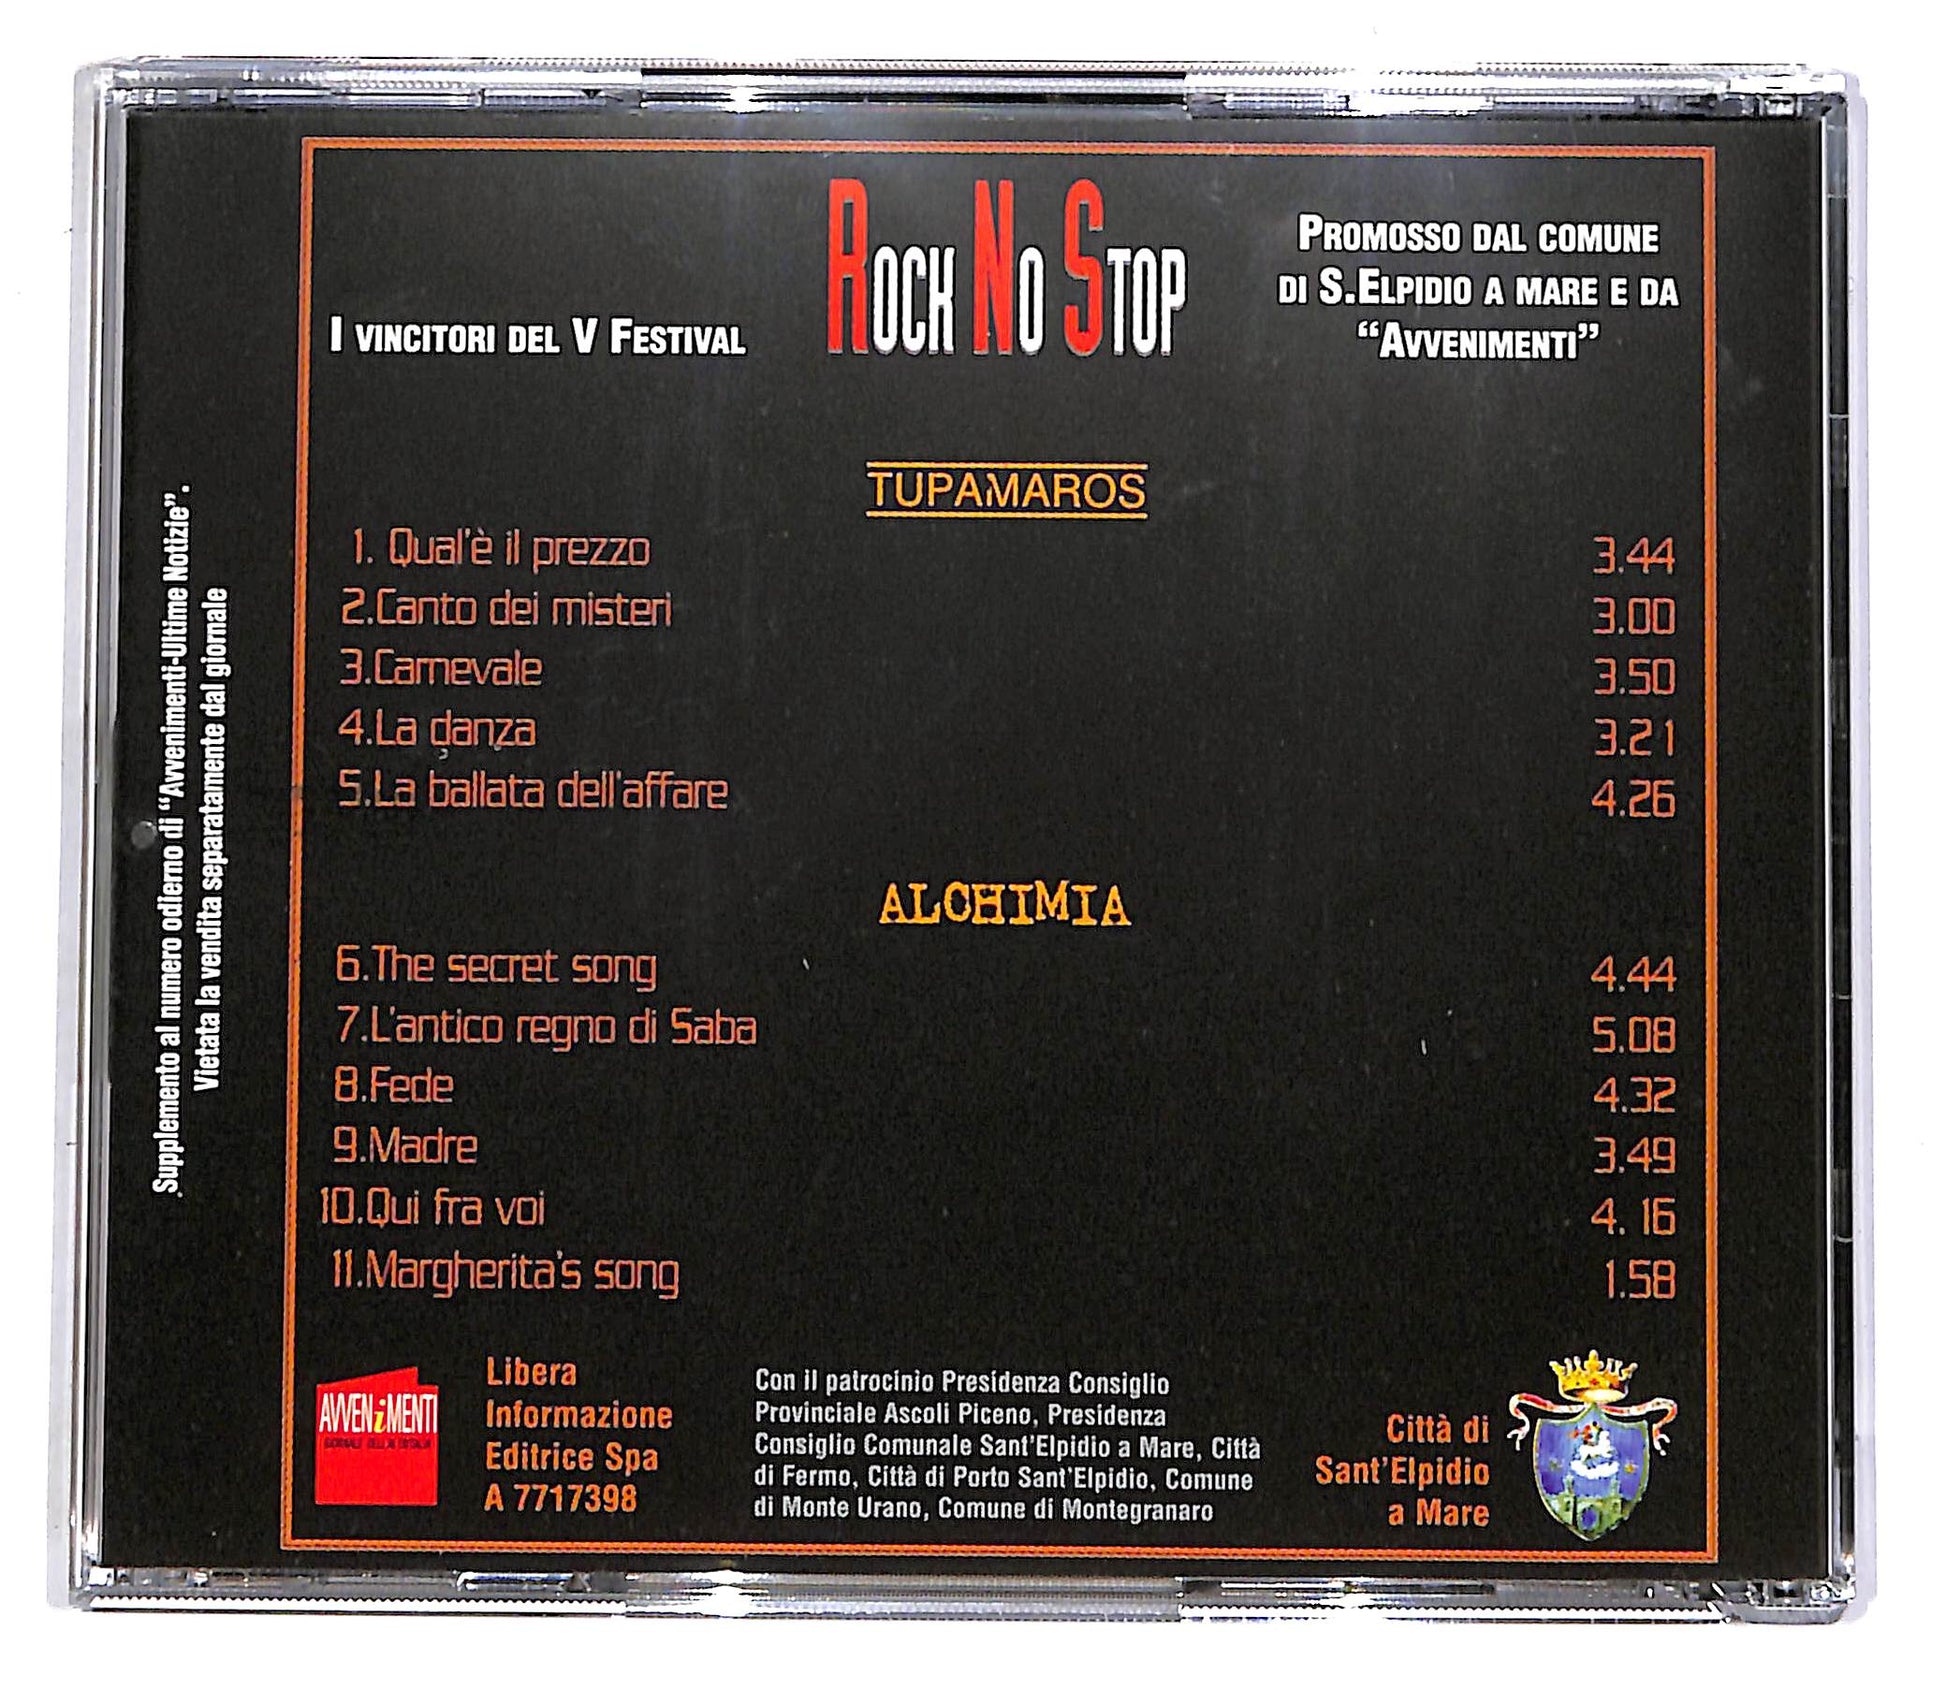 I VINCITORI DEL V FESTIVAL
ROCK NO STOP
PROMOSSO DAL COMUNE
DI S.ELPIDIO A MARE E DA
“AVVENIMENTI”
TUPAMAROS
1. Qual'è il prezzo 3.44
2.Canto dei misteri 3.00
3.Carnevale 3.50
4.La danza 3.21
5.La ballata dell'affare 4.26
ALCHIMIA
6.The secret song 4.44
7.L'antico regno di Saba 5.08
8.Fede 4.32
9.Madre 3.49
10.Qui fra voi 4.16
11.Margherita's song 1.58
AVVENiMENTI
Libera
Informazione
Editrice Spa
A 7717398
Con il patrocinio Presidenza Consiglio
Provinciale Ascoli Piceno, Presidenza
Consiglio Comunale Sant'Elpidio a Mare, Città
di Fermo, Città di Porto Sant'Elpidio, Comune
di Monte Urano, Comune di Montegranaro
Città di
Sant'Elpidio
a Mare
Supplemento al numero odierno di “Avvenimenti-Ultime Notizie”.
Vietata la vendita separatamente dal giornale